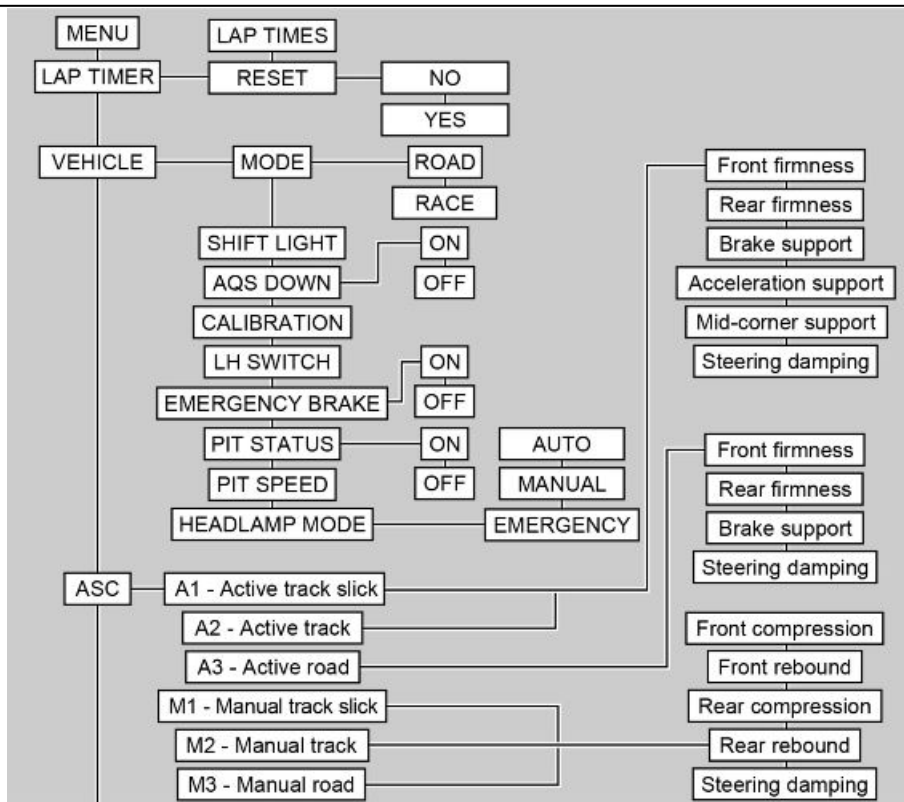 MENU
LAP TIMES
LAP TIMER
RESET
NO
YES
VEHICLE
MODE
ROAD
RACE
SHIFT LIGHT
AQS DOWN
ON
OFF
CALIBRATION
LH SWITCH
EMERGENCY BRAKE
ON
OFF
PIT STATUS
ON
OFF
PIT SPEED
HEADLAMP MODE
AUTO
MANUAL
EMERGENCY
ASC
A1 - Active track slick
A2 - Active track
A3 - Active road
M1 - Manual track slick
M2 - Manual track
M3 - Manual road
Front firmness
Rear firmness
Brake support
Acceleration support
Mid-corner support
Steering damping
Front firmness
Rear firmness
Brake support
Steering damping
Front compression
Front rebound
Rear compression
Rear rebound
Steering damping